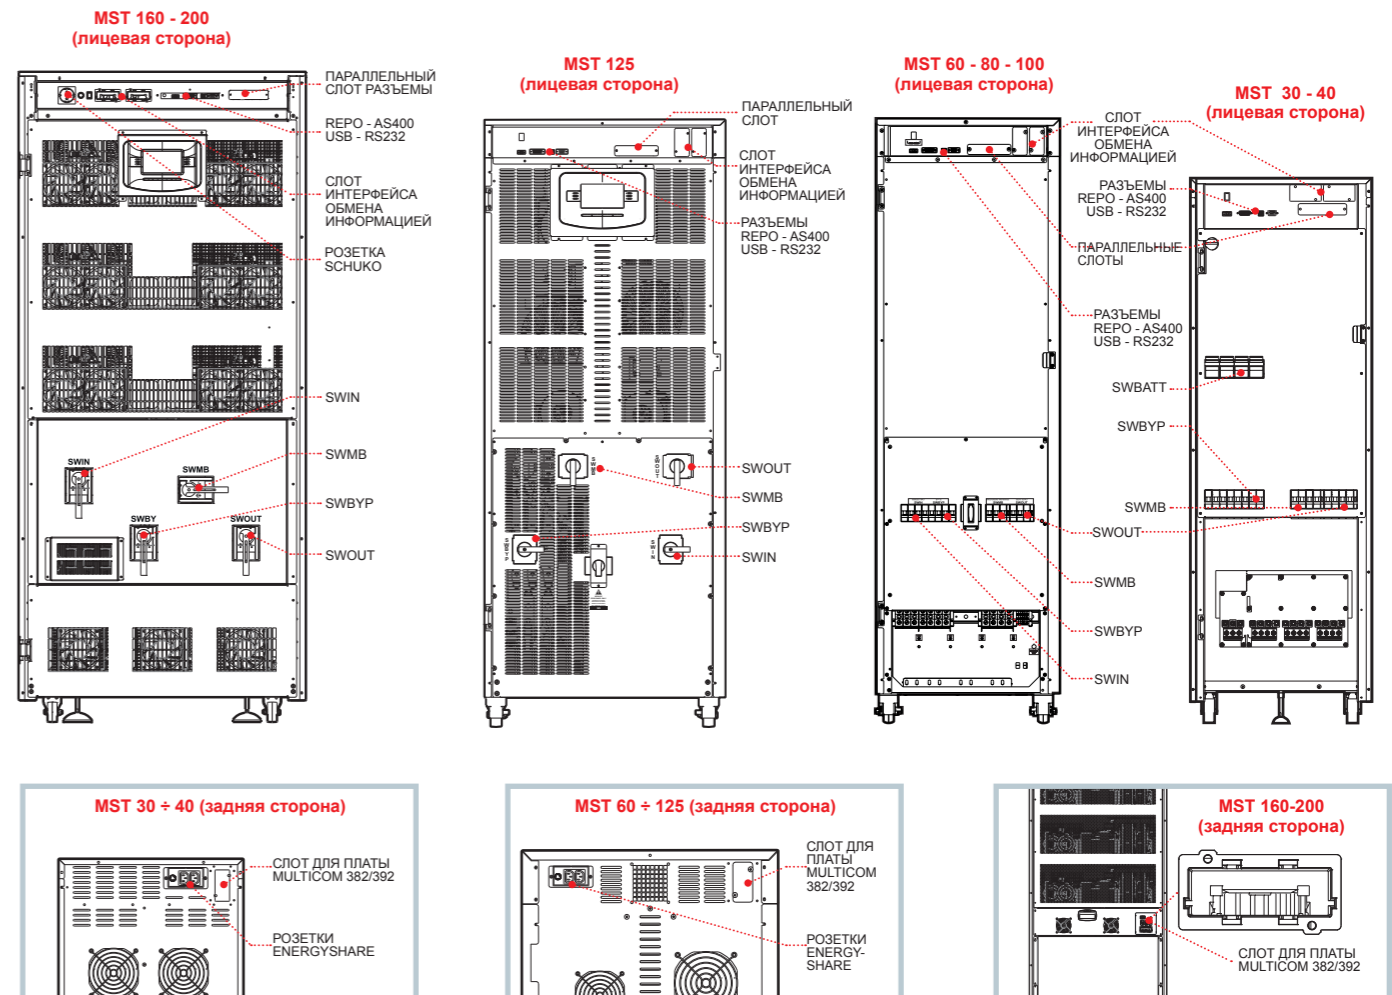 MST 160 - 200
(лицевая сторона)
ПАРАЛЛЕЛЬНЫЙ
СЛОТ РАЗЪЕМЫ
REPO - AS400
USB - RS232
СЛОТ
ИНТЕРФЕЙСА
ОБМЕНА
ИНФОРМАЦИЕЙ
РОЗЕТКА
SCHUKO
SWIN
SWMB
SWBYP
SWOUT
SWIN
SWMB
SWBY
SWOUT
MST 125
(лицевая сторона)
ПАРАЛЛЕЛЬНЫЙ
СЛОТ
СЛОТ
ИНТЕРФЕЙСА
ОБМЕНА
ИНФОРМАЦИЕЙ
РАЗЪЕМЫ
REPO - AS400
USB - RS232
SWOUT
SWMB
SWBYP
SWIN
SWMB
SWOUT
SWBYP
SWIN
MST 60 - 80 - 100
(лицевая сторона)
MST 30 - 40
(лицевая сторона)
СЛОТ
ИНТЕРФЕЙСА
ОБМЕНА
ИНФОРМАЦИЕЙ
РАЗЪЕМЫ
REPO - AS400
USB - RS232
ПАРАЛЛЕЛЬНЫЕ
СЛОТЫ
РАЗЪЕМЫ
REPO - AS400
USB - RS232
SWBATT
SWBYP
SWMB
SWOUT
SWMB
SWBYP
SWIN
MST 30 ÷ 40 (задняя сторона)
СЛОТ ДЛЯ ПЛАТЫ
MULTICOM 382/392
РОЗЕТКИ
ENERGYSHARE
MST 60 ÷ 125 (задняя сторона)
СЛОТ ДЛЯ
ПЛАТЫ
MULTICOM
382/392
РОЗЕТКИ
ENERGY-
SHARE
MST 160-200
(задняя сторона)
СЛОТ ДЛЯ ПЛАТЫ
MULTICOM 382/392